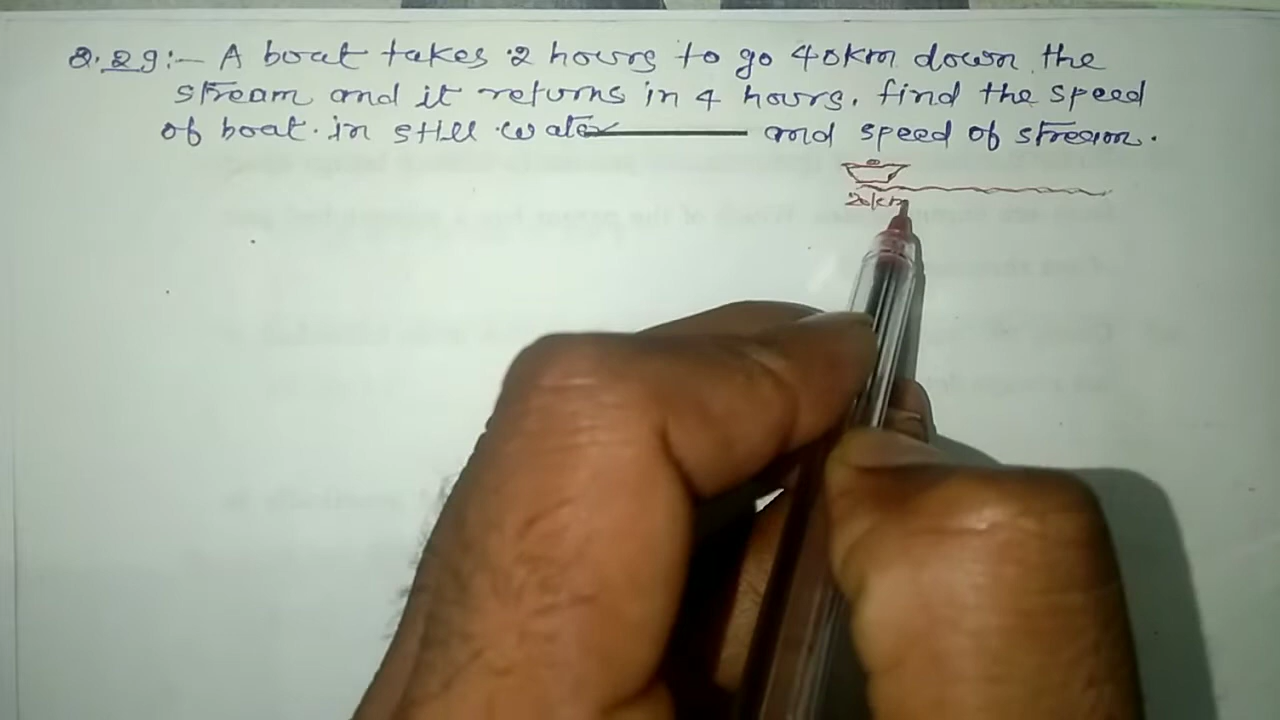 Q.29:- A boat takes 2 hours to go 40km down the
stream and it returns in 4 hours. find the speed
of boat in still water and speed of stream.
20km